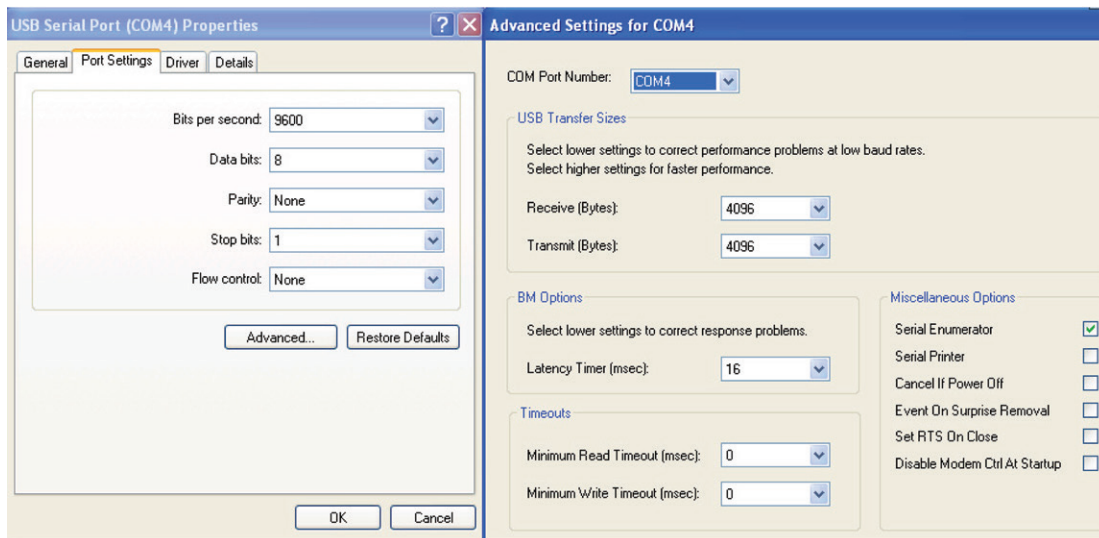 USB Serial Port (COM4) Properties
General Port Settings Driver Details
Bits per second: 9600
Data bits: 8
Parity: None
Stop bits: 1
Flow control: None
Advanced... Restore Defaults
OK Cancel
Advanced Settings for COM4
COM Port Number: COM4
USB Transfer Sizes
Select lower settings to correct performance problems at low baud rates.
Select higher settings for faster performance.
Receive (Bytes): 4096
Transmit (Bytes): 4096
BM Options
Select lower settings to correct response problems.
Latency Timer (msec): 16
Timeouts
Minimum Read Timeout (msec): 0
Minimum Write Timeout (msec): 0
Miscellaneous Options
Serial Enumerator
Serial Printer
Cancel If Power Off
Event On Surprise Removal
Set RTS On Close
Disable Modem Ctrl At Startup